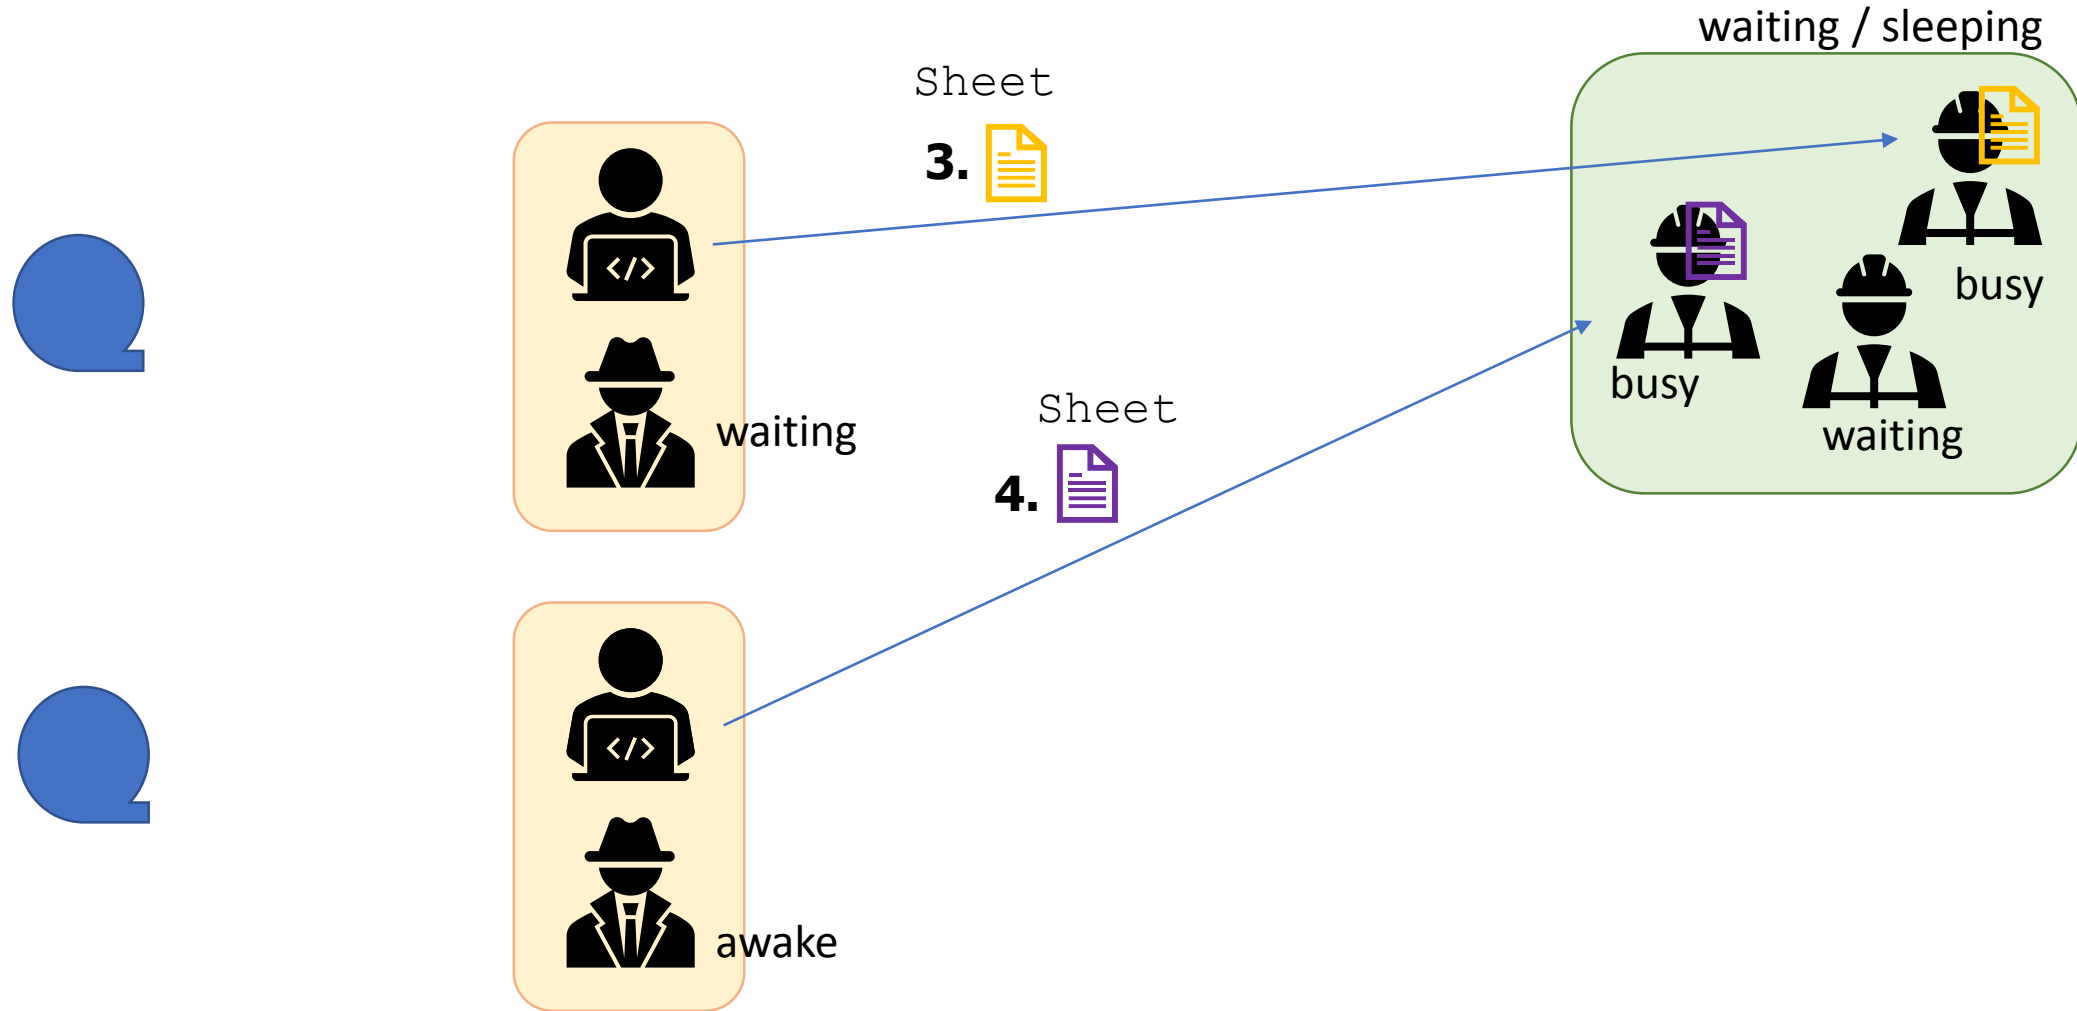 waiting / sleeping
Sheet
3.
busy
busy
waiting
waiting
Sheet
4.
awake
</>
</>